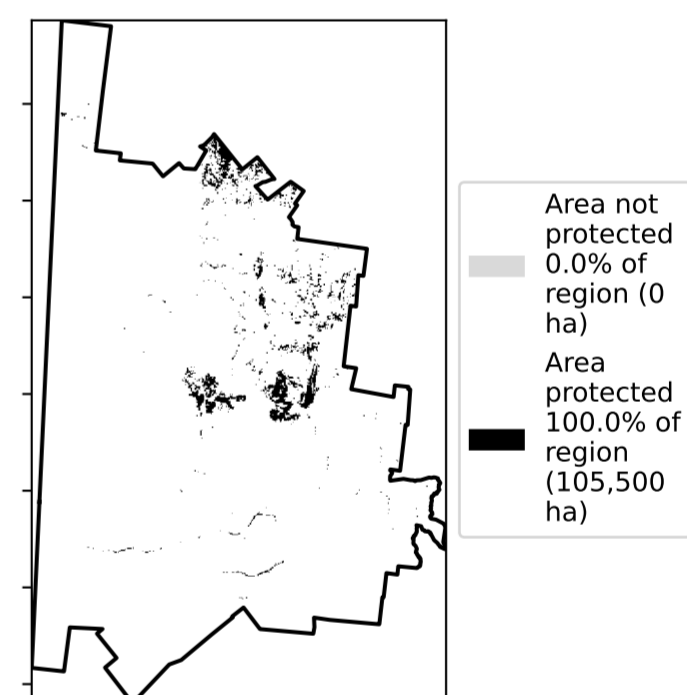 Area not
protected
0.0% of
region (0
ha)
Area
protected
100.0% of
region
(105,500
ha)